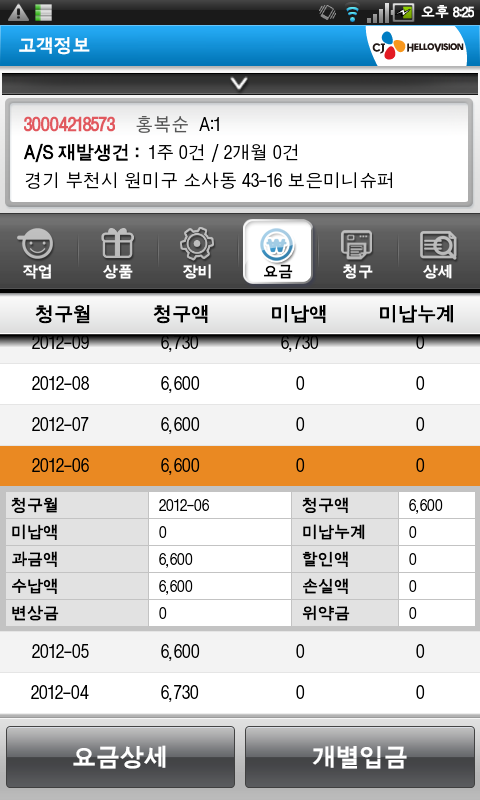 오후 8:25
고객정보
CJ HELLOVISION
30004218573 홍복순 A:1
A/S 재발생건 : 1주 0건 / 2개월 0건
경기 부천시 원미구 소사동 43-16 보은미니슈퍼
작업 상품 장비 요금 청구 상세
청구월 청구액 미납액 미납누계
2012-09 6,730 6,730 0
2012-08 6,600 0 0
2012-07 6,600 0 0
2012-06 6,600 0 0
청구월 2012-06 청구액 6,600
미납액 0 미납누계 0
과금액 6,600 할인액 0
수납액 6,600 손실액 0
변상금 0 위약금 0
2012-05 6,600 0 0
2012-04 6,730 0 0
요금상세 개별입금